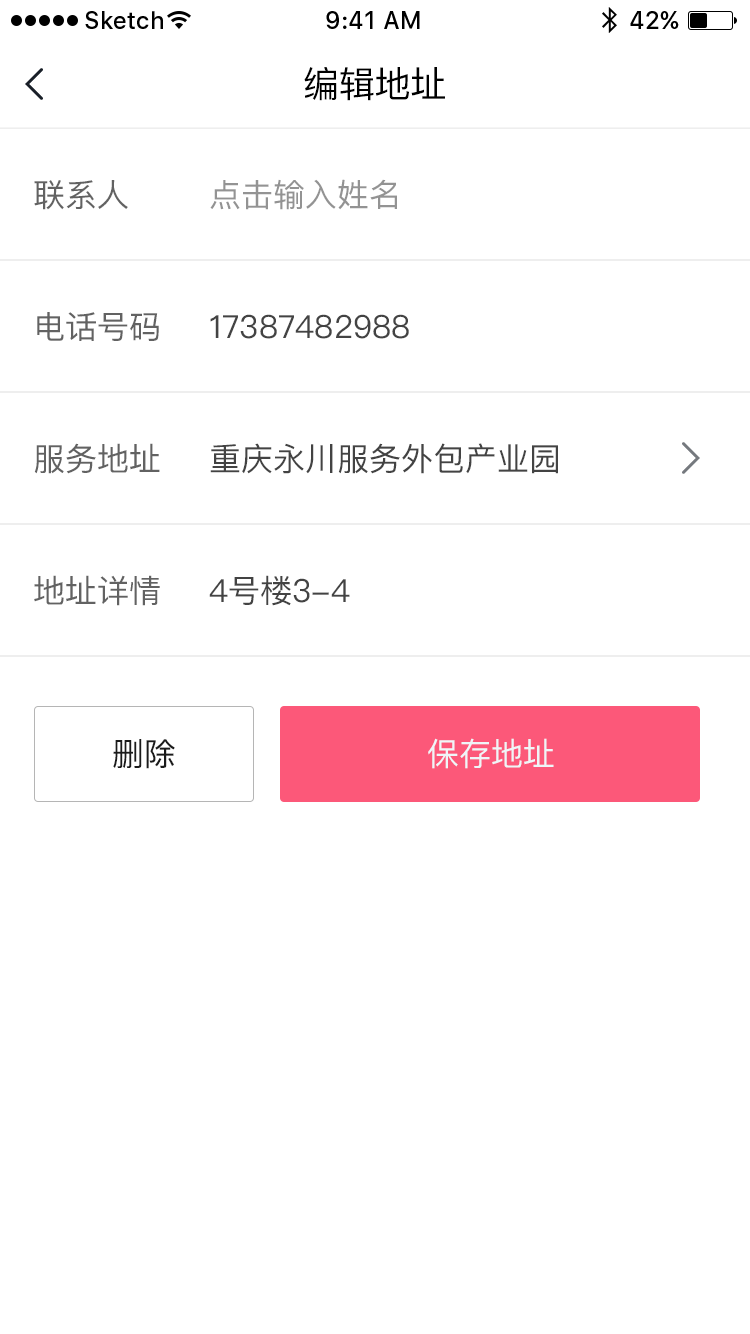 Sketch 9:41 AM 42%
编辑地址
联系人 点击输入姓名
电话号码 17387482988
服务地址 重庆永川服务外包产业园
地址详情 4号楼3–4
删除 保存地址